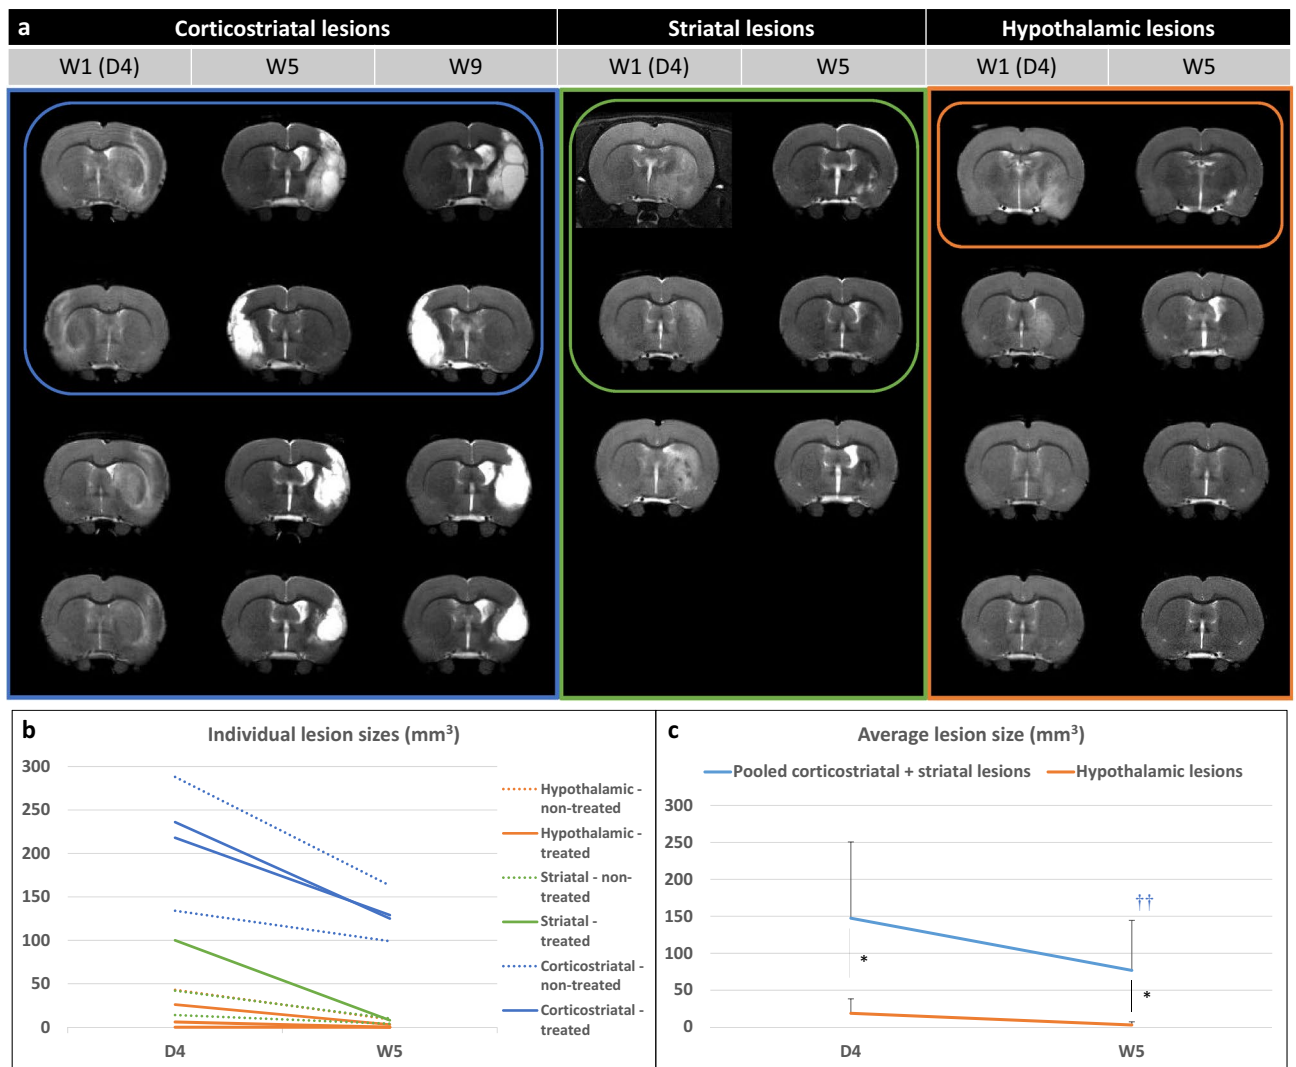 a
Corticostriatal lesions
Striatal lesions
Hypothalamic lesions
W1 (D4)
W5
W9
W1 (D4)
W5
W1 (D4)
W5
b
Individual lesion sizes (mm³)
300
250
200
150
100
50
0
D4
W5
Hypothalamic -
non-treated
Hypothalamic -
treated
Striatal - non-
treated
Striatal -
treated
Corticostriatal -
non-treated
Corticostriatal -
treated
c
Average lesion size (mm³)
Pooled corticostriatal + striatal lesions
Hypothalamic lesions
300
250
200
150
100
50
0
*
††
*
D4
W5